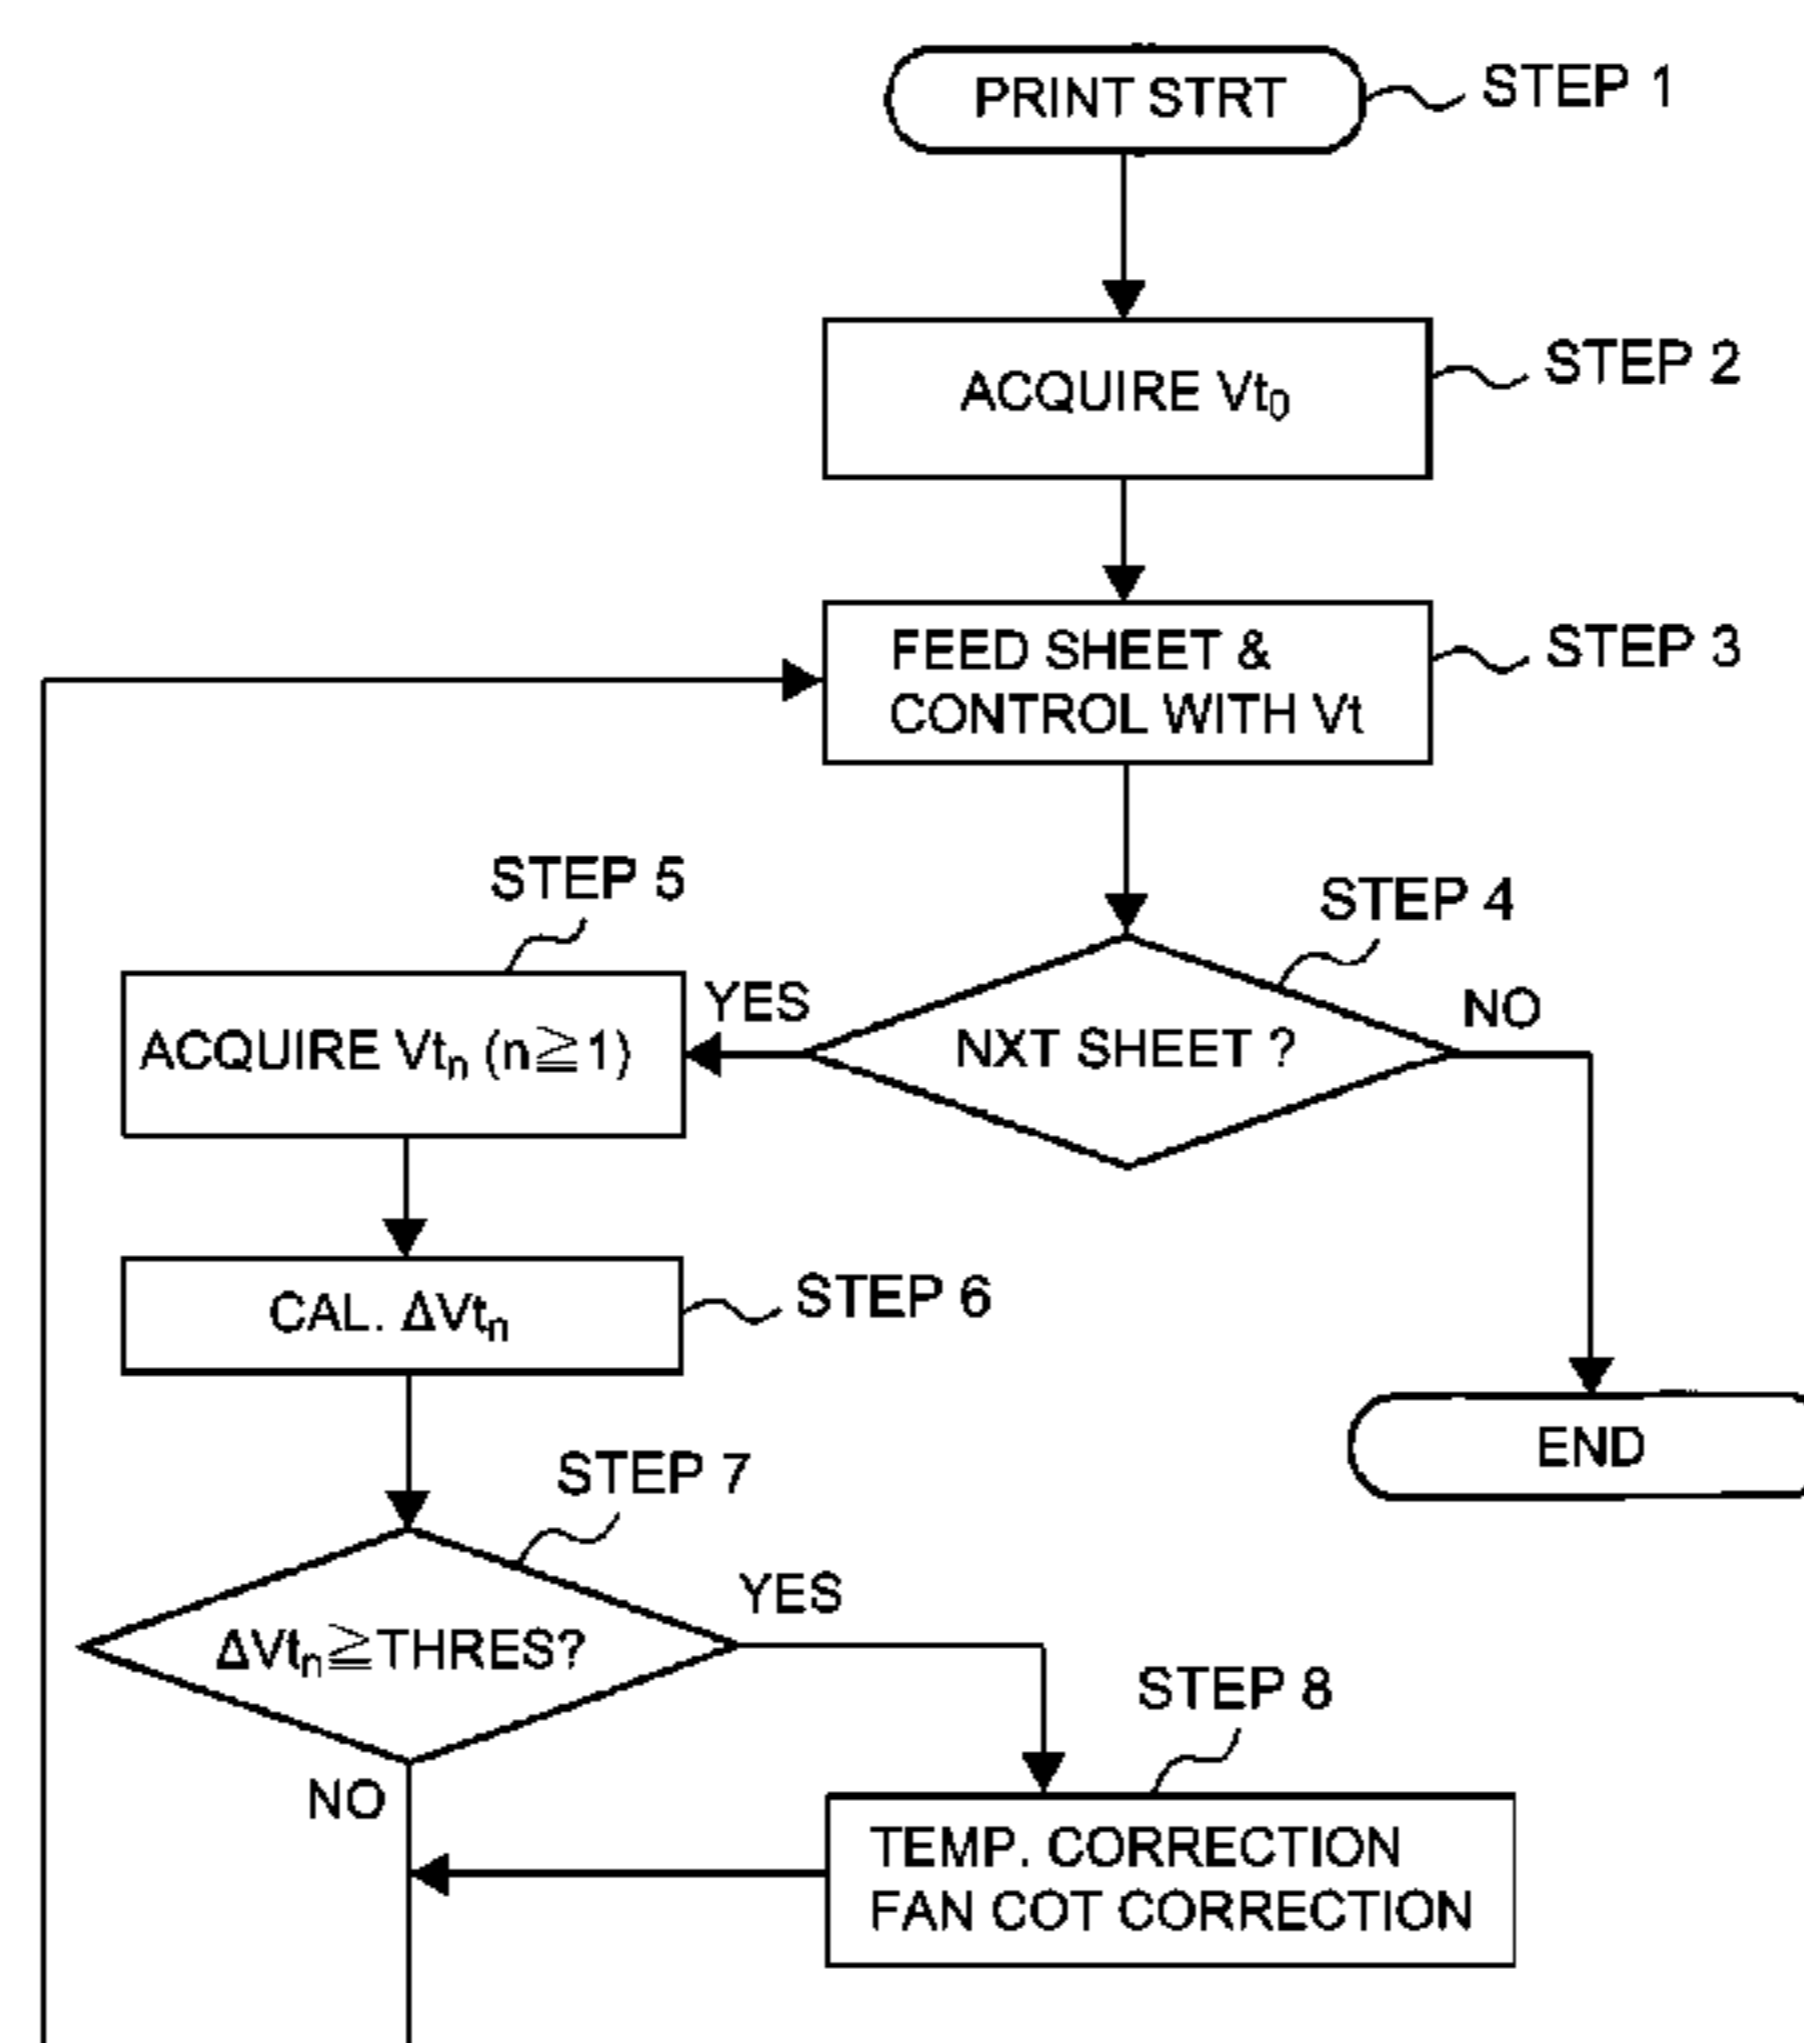 PRINT STRT
STEP 1
ACQUIRE Vt₀
STEP 2
FEED SHEET &
CONTROL WITH Vt
STEP 3
STEP 5
STEP 4
ACQUIRE Vtₙ (n≧1)
YES
NXT SHEET ?
NO
CAL. ΔVtₙ
STEP 6
END
STEP 7
ΔVtₙ≧THRES?
YES
STEP 8
NO
TEMP. CORRECTION
FAN COT CORRECTION